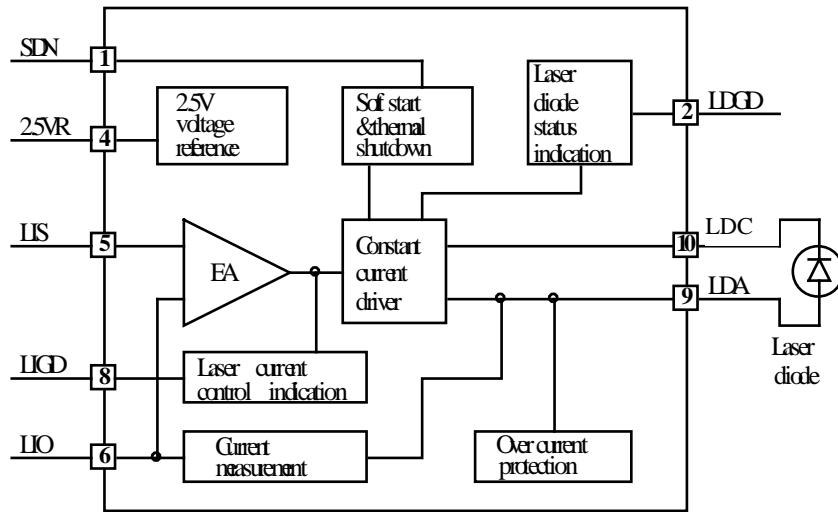 SDN
1
2.5VR
4
2.5V
voltage
reference
Soft start
&thermal
shutdown
Laser
diode
status
indication
2
LDGD
LIS
5
EA
Constant
current
driver
10
LDC
9
LDA
Laser
diode
LIGD
8
Laser current
control indication
LIO
6
Current
measurement
Over current
protection